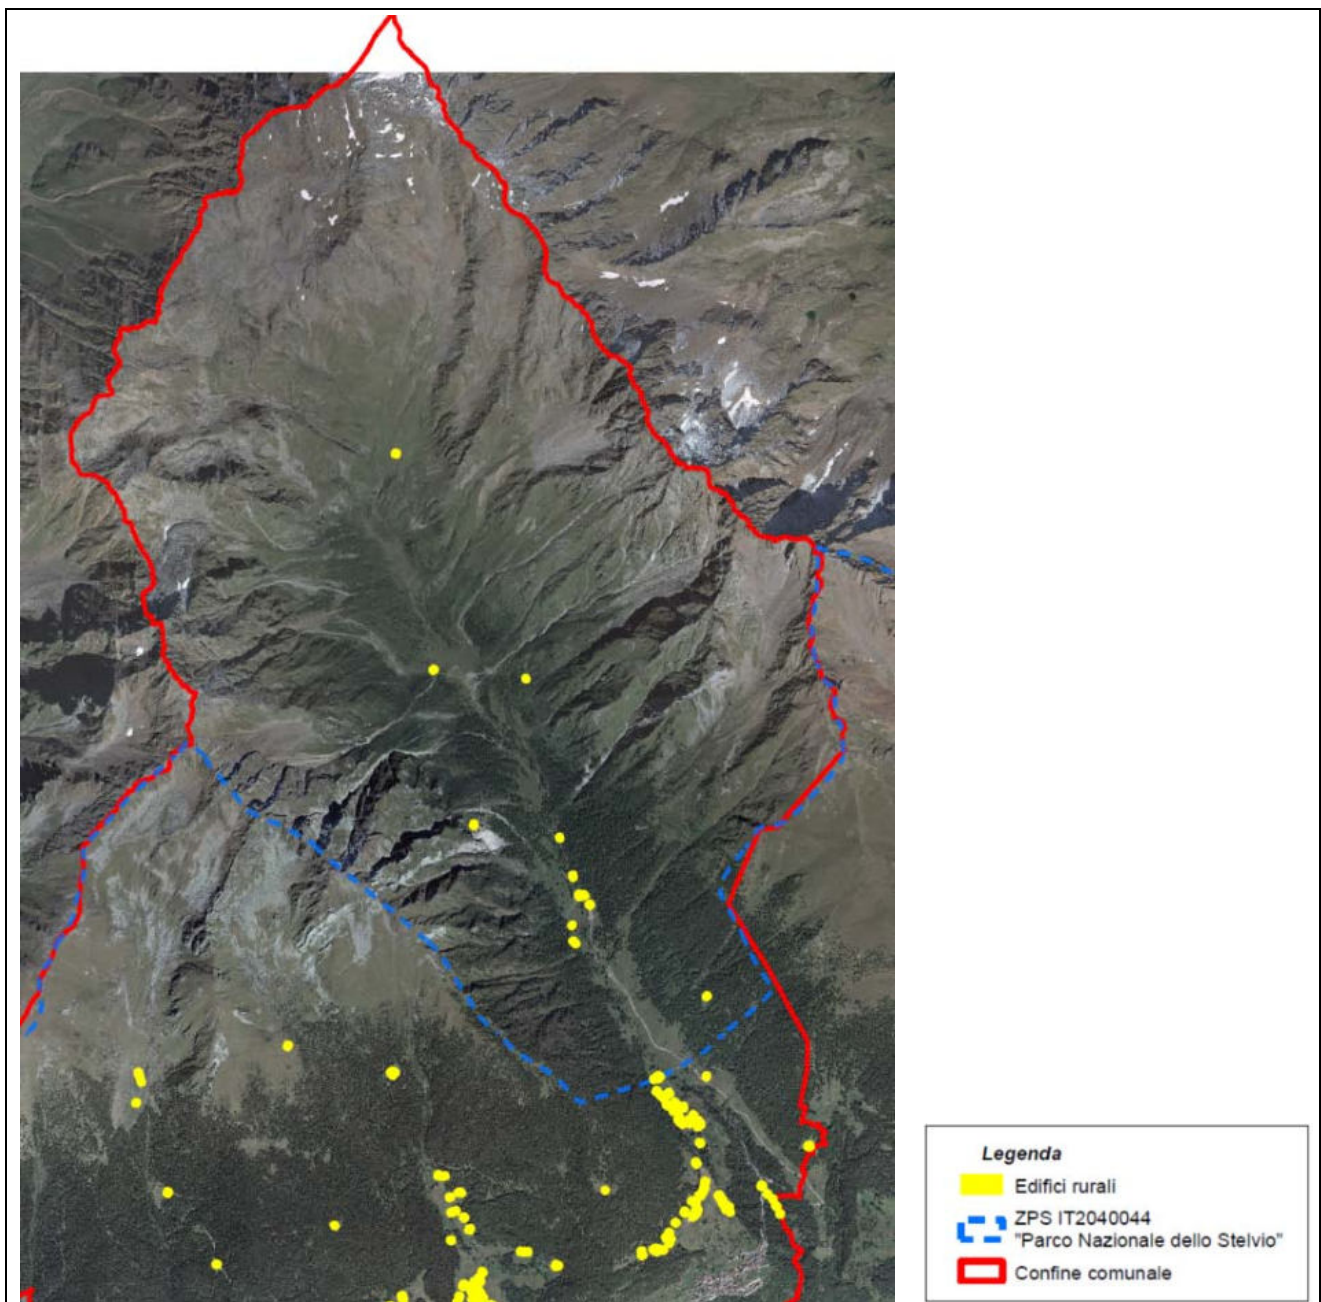 Legenda
Edifici rurali
ZPS IT2040044
"Parco Nazionale dello Stelvio"
Confine comunale